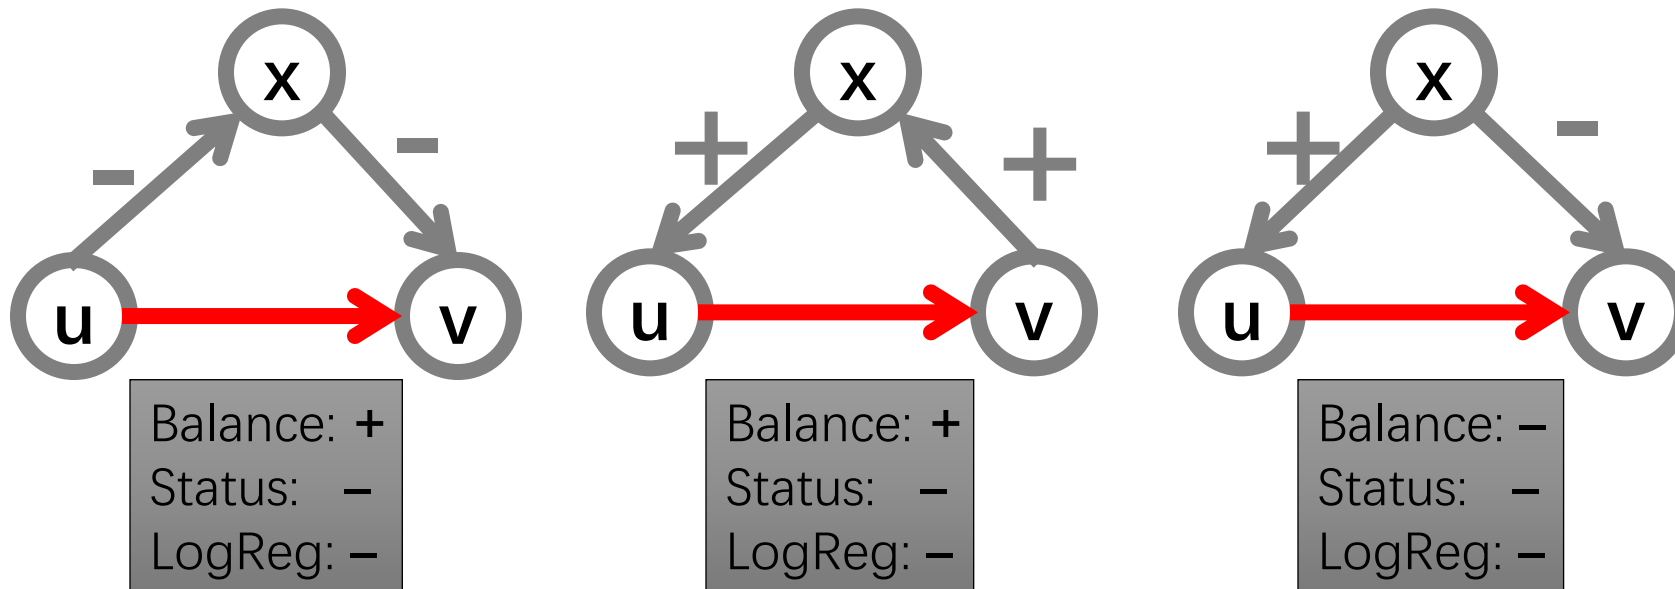 x
x
x
–
–
+
+
+
–
u
v
u
v
u
v
Balance: +
Status: –
LogReg: –
Balance: +
Status: –
LogReg: –
Balance: –
Status: –
LogReg: –